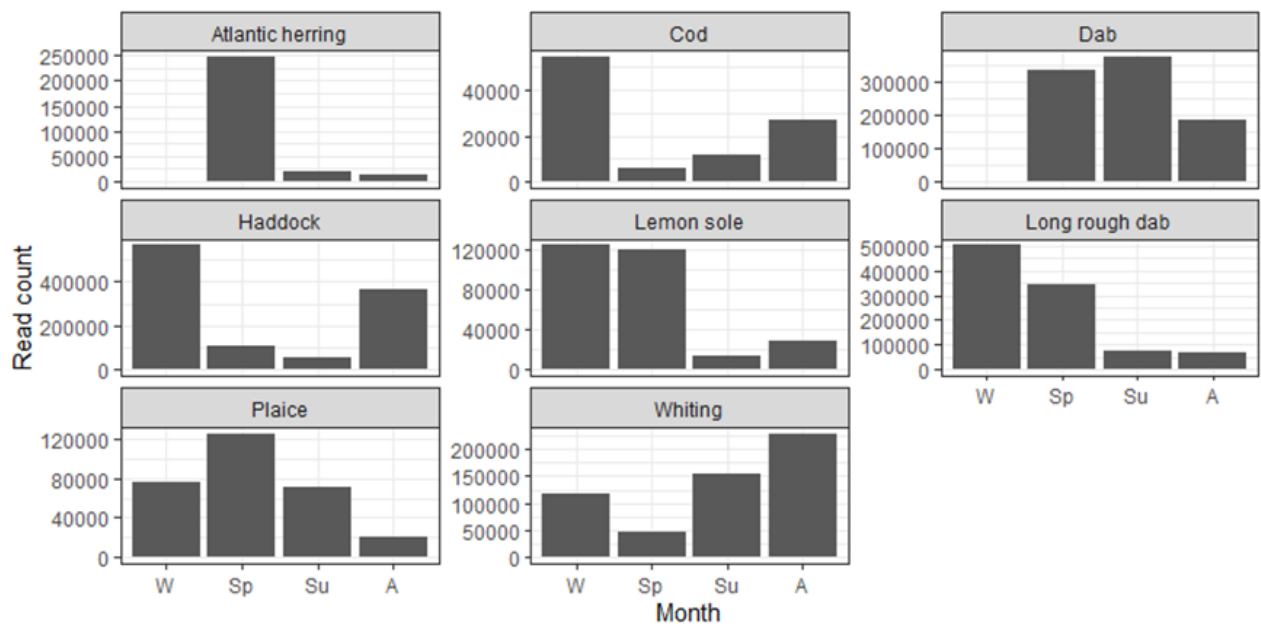 Atlantic herring
250000
200000
150000
100000
50000
0
Cod
40000
20000
0
Dab
300000
200000
100000
0
Haddock
400000
200000
0
Lemon sole
120000
80000
40000
0
Long rough dab
500000
400000
300000
200000
100000
0
W Sp Su A
Plaice
120000
80000
40000
0
W Sp Su A
Whiting
200000
150000
100000
50000
0
W Sp Su A
Read count
Month